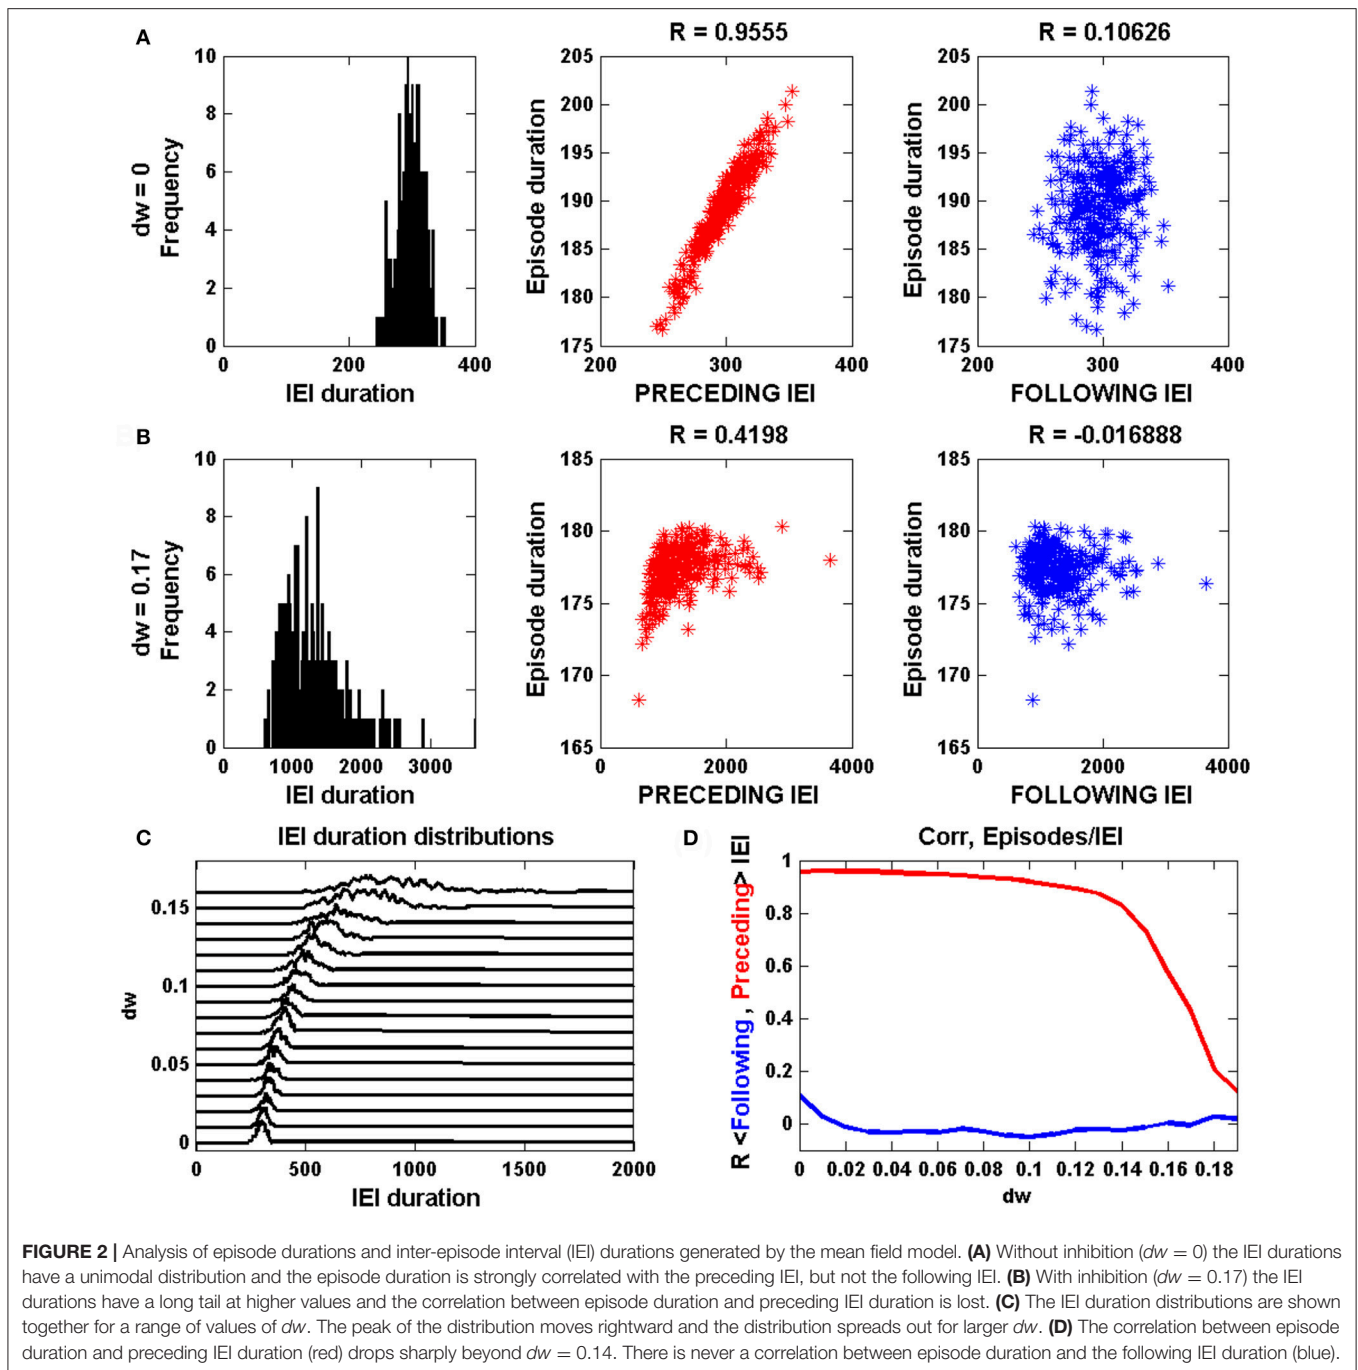 A
R = 0.9555
R = 0.10626
dw = 0
Frequency
10
8
6
4
2
0
0 200 400
IEI duration
Episode duration
205
200
195
190
185
180
175
200 300 400
PRECEDING IEI
Episode duration
205
200
195
190
185
180
175
200 300 400
FOLLOWING IEI
B
R = 0.4198
R = -0.016888
dw = 0.17
Frequency
10
8
6
4
2
0
0 1000 2000 3000
IEI duration
Episode duration
185
180
175
170
165
0 2000 4000
PRECEDING IEI
Episode duration
185
180
175
170
165
0 2000 4000
FOLLOWING IEI
C
IEI duration distributions
dw
0.15
0.1
0.05
0
0 500 1000 1500 2000
IEI duration
D
Corr, Episodes/IEI
R <Following , Preceding> IEI
1
0.8
0.6
0.4
0.2
0
0 0.02 0.04 0.06 0.08 0.1 0.12 0.14 0.16 0.18
dw
FIGURE 2 | Analysis of episode durations and inter-episode interval (IEI) durations generated by the mean field model. (A) Without inhibition (dw = 0) the IEI durations
have a unimodal distribution and the episode duration is strongly correlated with the preceding IEI, but not the following IEI. (B) With inhibition (dw = 0.17) the IEI
durations have a long tail at higher values and the correlation between episode duration and preceding IEI duration is lost. (C) The IEI duration distributions are shown
together for a range of values of dw. The peak of the distribution moves rightward and the distribution spreads out for larger dw. (D) The correlation between episode
duration and preceding IEI duration (red) drops sharply beyond dw = 0.14. There is never a correlation between episode duration and the following IEI duration (blue).